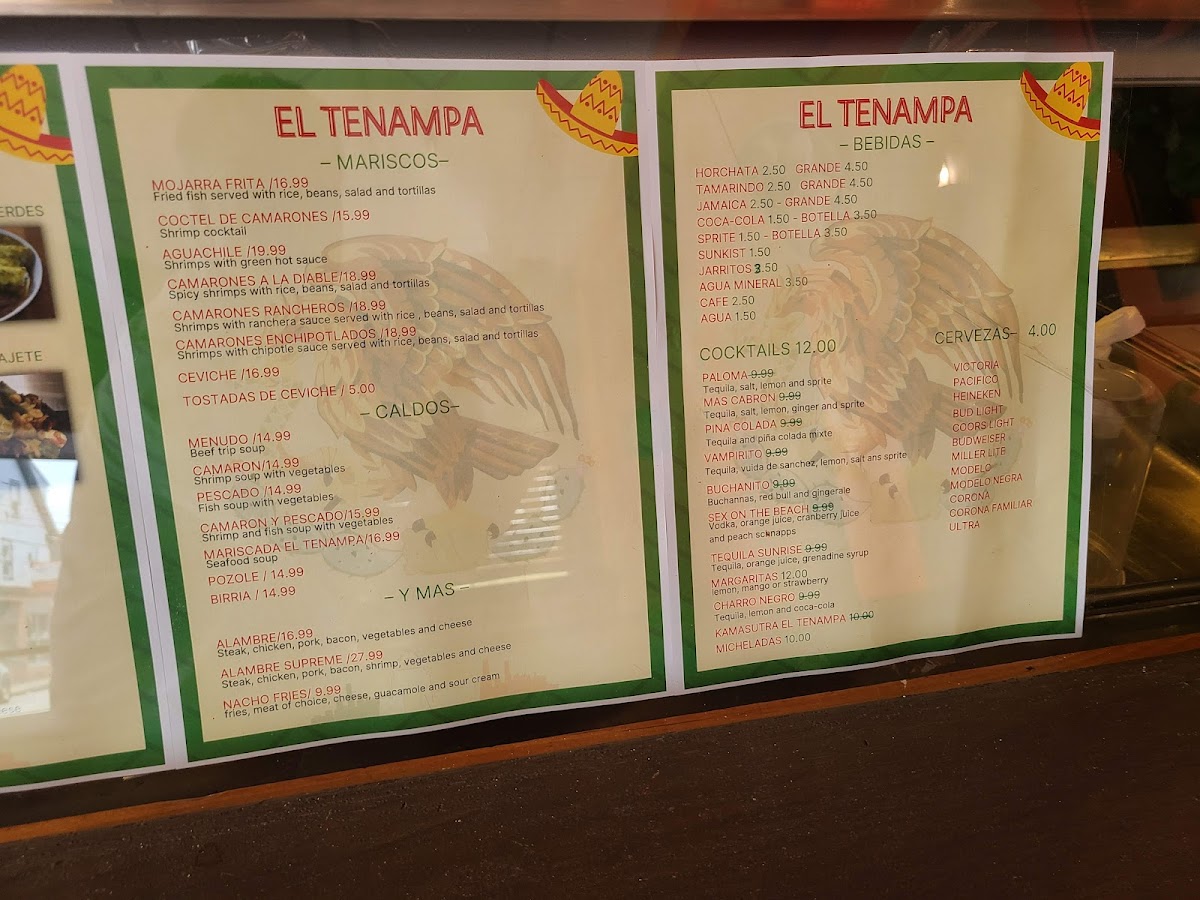 ERDES
AJETE
EL TENAMPA
– MARISCOS–
MOJARRA FRITA /16.99
Fried fish served with rice, beans, salad and tortillas
COCTEL DE CAMARONES /15.99
Shrimp cocktail
AGUACHILE /19.99
Shrimps with green hot sauce
CAMARONES A LA DIABLE/18.99
Spicy shrimps with rice, beans, salad and tortillas
CAMARONES RANCHEROS /18.99
Shrimps with ranchera sauce served with rice , beans, salad and tortillas
CAMARONES ENCHIPOTLADOS /18.99
Shrimps with chipotle sauce served with rice, beans, salad and tortillas
CEVICHE /16.99
TOSTADAS DE CEVICHE / 5.00
– CALDOS–
MENUDO /14.99
Beef trip soup
CAMARON/14.99
Shrimp soup with vegetables
PESCADO /14.99
Fish soup with vegetables
CAMARON Y PESCADO/15.99
Shrimp and fish soup with vegetables
MARISCADA EL TENAMPA/16.99
Seafood soup
POZOLE / 14.99
BIRRIA / 14.99
– Y MAS –
ALAMBRE/16.99
Steak, chicken, pork, bacon, vegetables and cheese
ALAMBRE SUPREME /27.99
Steak, chicken, pork, bacon, shrimp, vegetables and cheese
NACHO FRIES/ 9.99
fries, meat of choice, cheese, guacamole and sour cream
EL TENAMPA
– BEBIDAS –
HORCHATA 2.50 GRANDE 4.50
TAMARINDO 2.50 GRANDE 4.50
JAMAICA 2.50 - GRANDE 4.50
COCA-COLA 1.50 - BOTELLA 3.50
SPRITE 1.50 - BOTELLA 3.50
SUNKIST 1.50
JARRITOS 3.50
AGUA MINERAL 3.50
CAFE 2.50
AGUA 1.50
COCKTAILS 12.00
PALOMA 9.99
Tequila, salt, lemon and sprite
MAS CABRON 9.99
Tequila, salt, lemon, ginger and sprite
PINA COLADA 9.99
Tequila and piña colada mixte
VAMPIRITO 9.99
Tequila, vuida de sanchez, lemon, salt ans sprite
BUCHANITO 9.99
Buchannas, red bull and gingerale
SEX ON THE BEACH 9.99
Vodka, orange juice, cranberry juice
and peach scknapps
TEQUILA SUNRISE 9.99
Tequila, orange juice, grenadine syrup
MARGARITAS 12.00
lemon, mango or strawberry
CHARRO NEGRO 9.99
Tequila, lemon and coca-cola
KAMASUTRA EL TENAMPA 10.00
MICHELADAS 10.00
CERVEZAS– 4.00
VICTORIA
PACIFICO
HEINEKEN
BUD LIGHT
COORS LIGHT
BUDWEISER
MILLER LITE
MODELO
MODELO NEGRA
CORONA
CORONA FAMILIAR
ULTRA